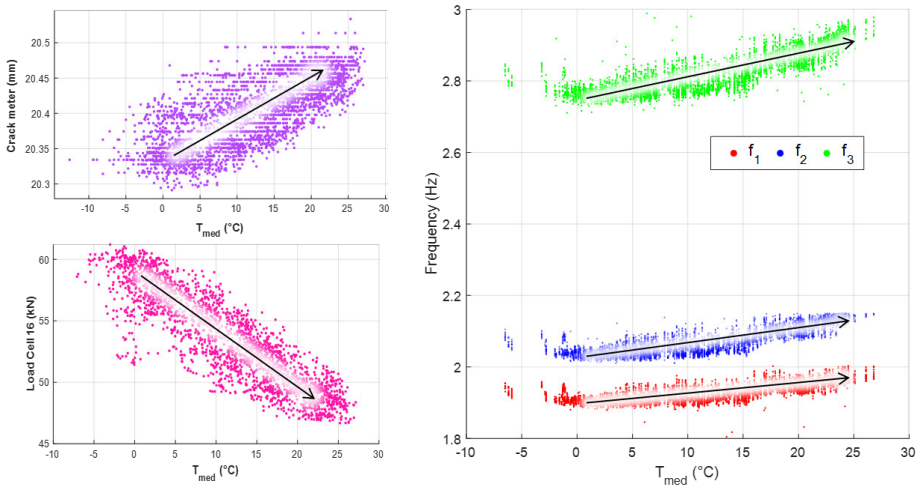 Crack meter (mm)
20.5
20.45
20.4
20.35
20.3
-10 -5 0 5 10 15 20 25 30
T_med (°C)
Load Cell 16 (kN)
60
55
50
45
-10 -5 0 5 10 15 20 25 30
T_med (°C)
Frequency (Hz)
3
2.8
2.6
2.4
2.2
2
1.8
f_1 f_2 f_3
-10 -5 0 5 10 15 20 25 30
T_med (°C)